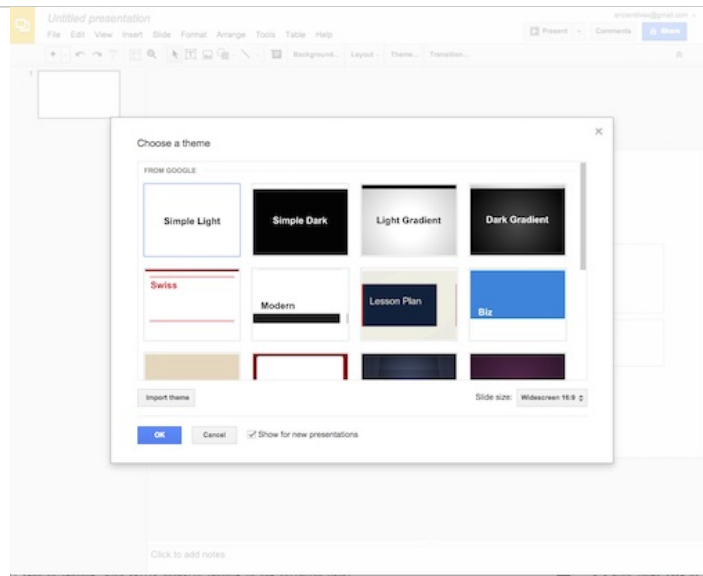 Untitled presentation
File Edit View Insert Slide Format Arrange Tools Table Help
Present
Comments
Share
Background...
Layout
Theme...
Transition...
1
Choose a theme
FROM GOOGLE
Simple Light
Simple Dark
Light Gradient
Dark Gradient
Swiss
Modern
Lesson Plan
Biz
Import theme
Slide size: Widescreen 16:9
OK
Cancel
Show for new presentations
Click to add notes